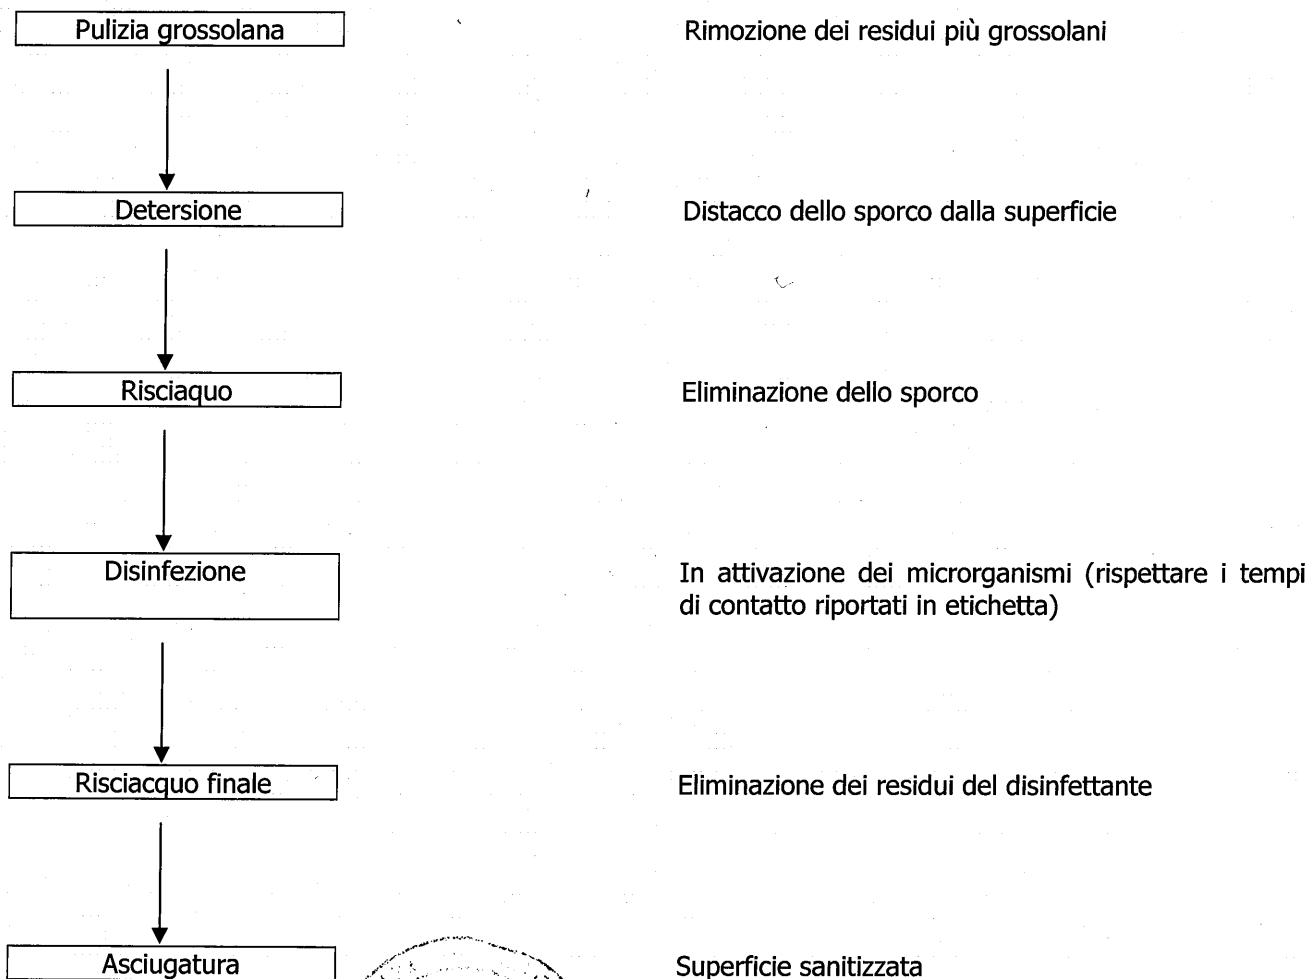 Pulizia grossolana
Rimozione dei residui più grossolani
Detersione
Distacco dello sporco dalla superficie
Risciaquo
Eliminazione dello sporco
Disinfezione
In attivazione dei microrganismi (rispettare i tempi
di contatto riportati in etichetta)
Risciacquo finale
Eliminazione dei residui del disinfettante
Asciugatura
Superficie sanitizzata